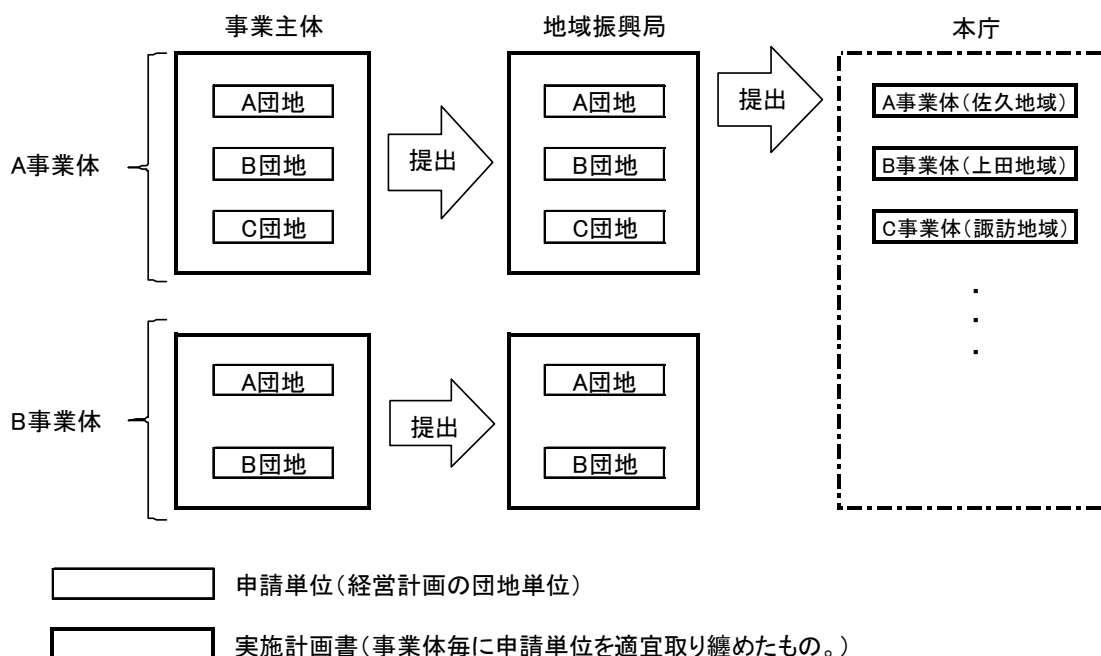 事業主体
地域振興局
本庁
A事業体
A団地
B団地
C団地
提出
A団地
B団地
C団地
提出
A事業体(佐久地域)
B事業体(上田地域)
C事業体(諏訪地域)
・
・
・
B事業体
A団地
B団地
提出
A団地
B団地
申請単位(経営計画の団地単位)
実施計画書(事業体毎に申請単位を適宜取り纏めたもの。)